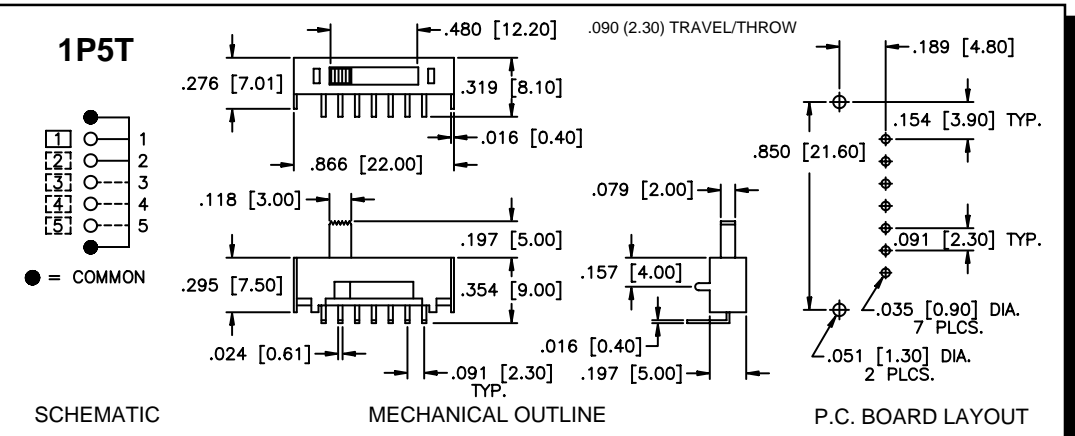 1P5T
1 1
2 2
3 3
4 4
5 5
= COMMON
SCHEMATIC
.480 [12.20]
.090 (2.30) TRAVEL/THROW
.276 [7.01]
.319 [8.10]
.016 [0.40]
.866 [22.00]
.118 [3.00]
.197 [5.00]
.295 [7.50]
.354 [9.00]
.024 [0.61]
.091 [2.30]
TYP.
.079 [2.00]
.157 [4.00]
.016 [0.40]
.197 [5.00]
MECHANICAL OUTLINE
.189 [4.80]
.154 [3.90] TYP.
.850 [21.60]
.091 [2.30] TYP.
.035 [0.90] DIA.
7 PLCS.
.051 [1.30] DIA.
2 PLCS.
P.C. BOARD LAYOUT